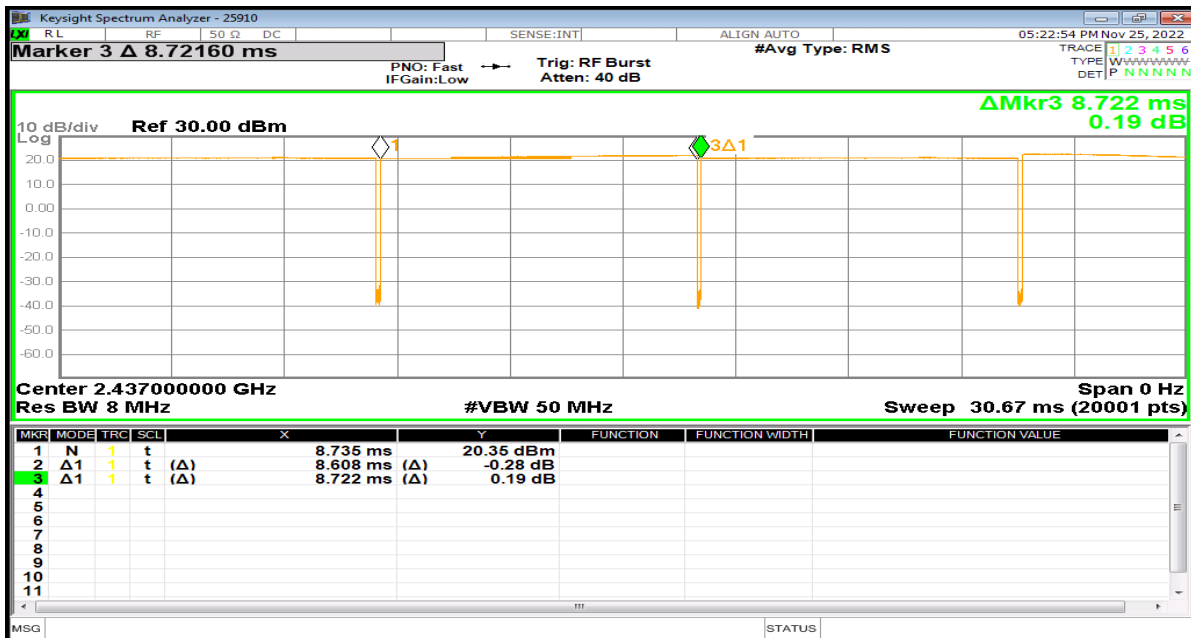 Keysight Spectrum Analyzer - 25910
LXI RL RF 50 Ω DC SENSE:INT ALIGN AUTO 05:22:54 PM Nov 25, 2022
Marker 3 Δ 8.72160 ms
PNO: Fast
IFGain:Low
Trig: RF Burst
Atten: 40 dB
#Avg Type: RMS
TRACE 1 2 3 4 5 6
TYPE WWWWWWW
DET P N N N N N
ΔMkr3 8.722 ms
0.19 dB
10 dB/div Ref 30.00 dBm
Log
1
3Δ1
20.0
10.0
0.00
-10.0
-20.0
-30.0
-40.0
-50.0
-60.0
Center 2.437000000 GHz Span 0 Hz
Res BW 8 MHz #VBW 50 MHz Sweep 30.67 ms (20001 pts)
MKR MODE TRC SCL X Y FUNCTION FUNCTION WIDTH FUNCTION VALUE
1 N 1 t 8.735 ms 20.35 dBm
2 Δ1 1 t (Δ) 8.608 ms (Δ) -0.28 dB
3 Δ1 1 t (Δ) 8.722 ms (Δ) 0.19 dB
4
5
6
7
8
9
10
11
MSG STATUS